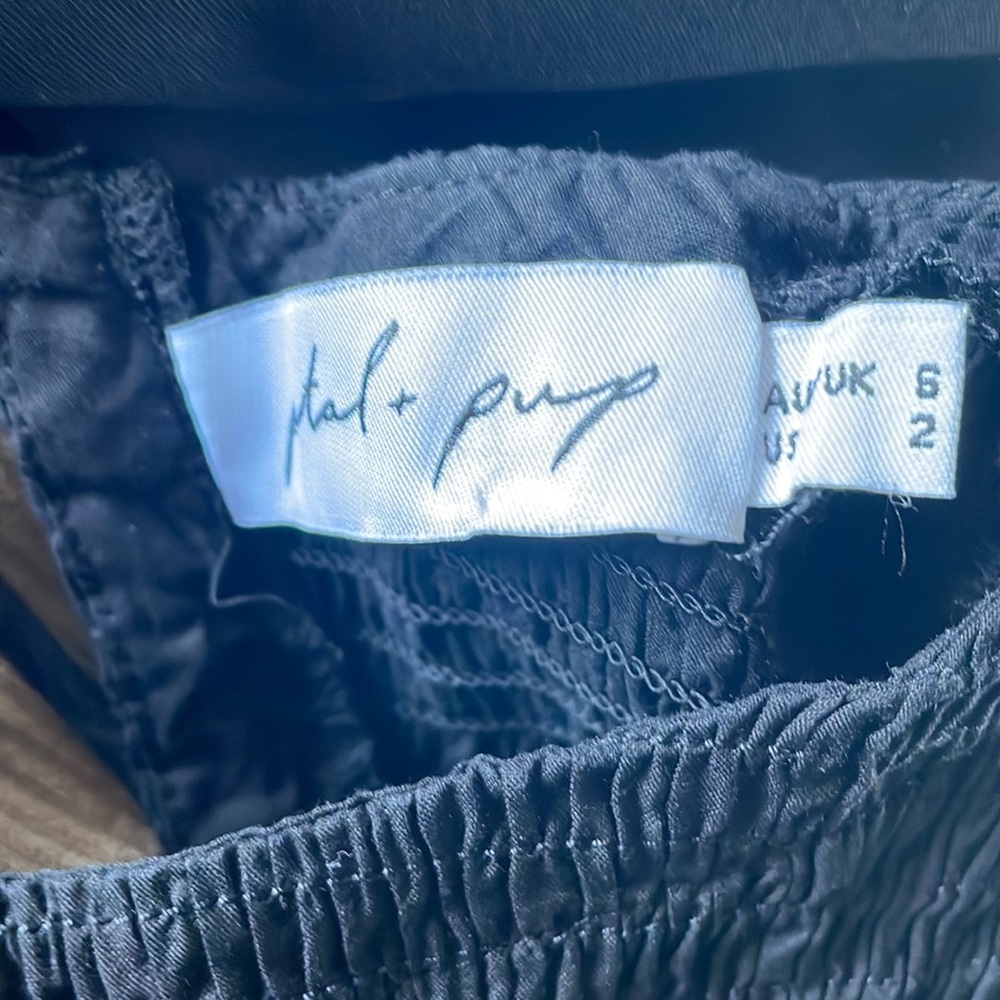 petal + pup
AU/UK 6
US 2